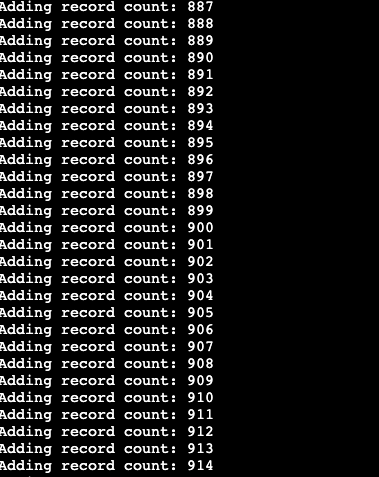 Adding record count: 887
Adding record count: 888
Adding record count: 889
Adding record count: 890
Adding record count: 891
Adding record count: 892
Adding record count: 893
Adding record count: 894
Adding record count: 895
Adding record count: 896
Adding record count: 897
Adding record count: 898
Adding record count: 899
Adding record count: 900
Adding record count: 901
Adding record count: 902
Adding record count: 903
Adding record count: 904
Adding record count: 905
Adding record count: 906
Adding record count: 907
Adding record count: 908
Adding record count: 909
Adding record count: 910
Adding record count: 911
Adding record count: 912
Adding record count: 913
Adding record count: 914